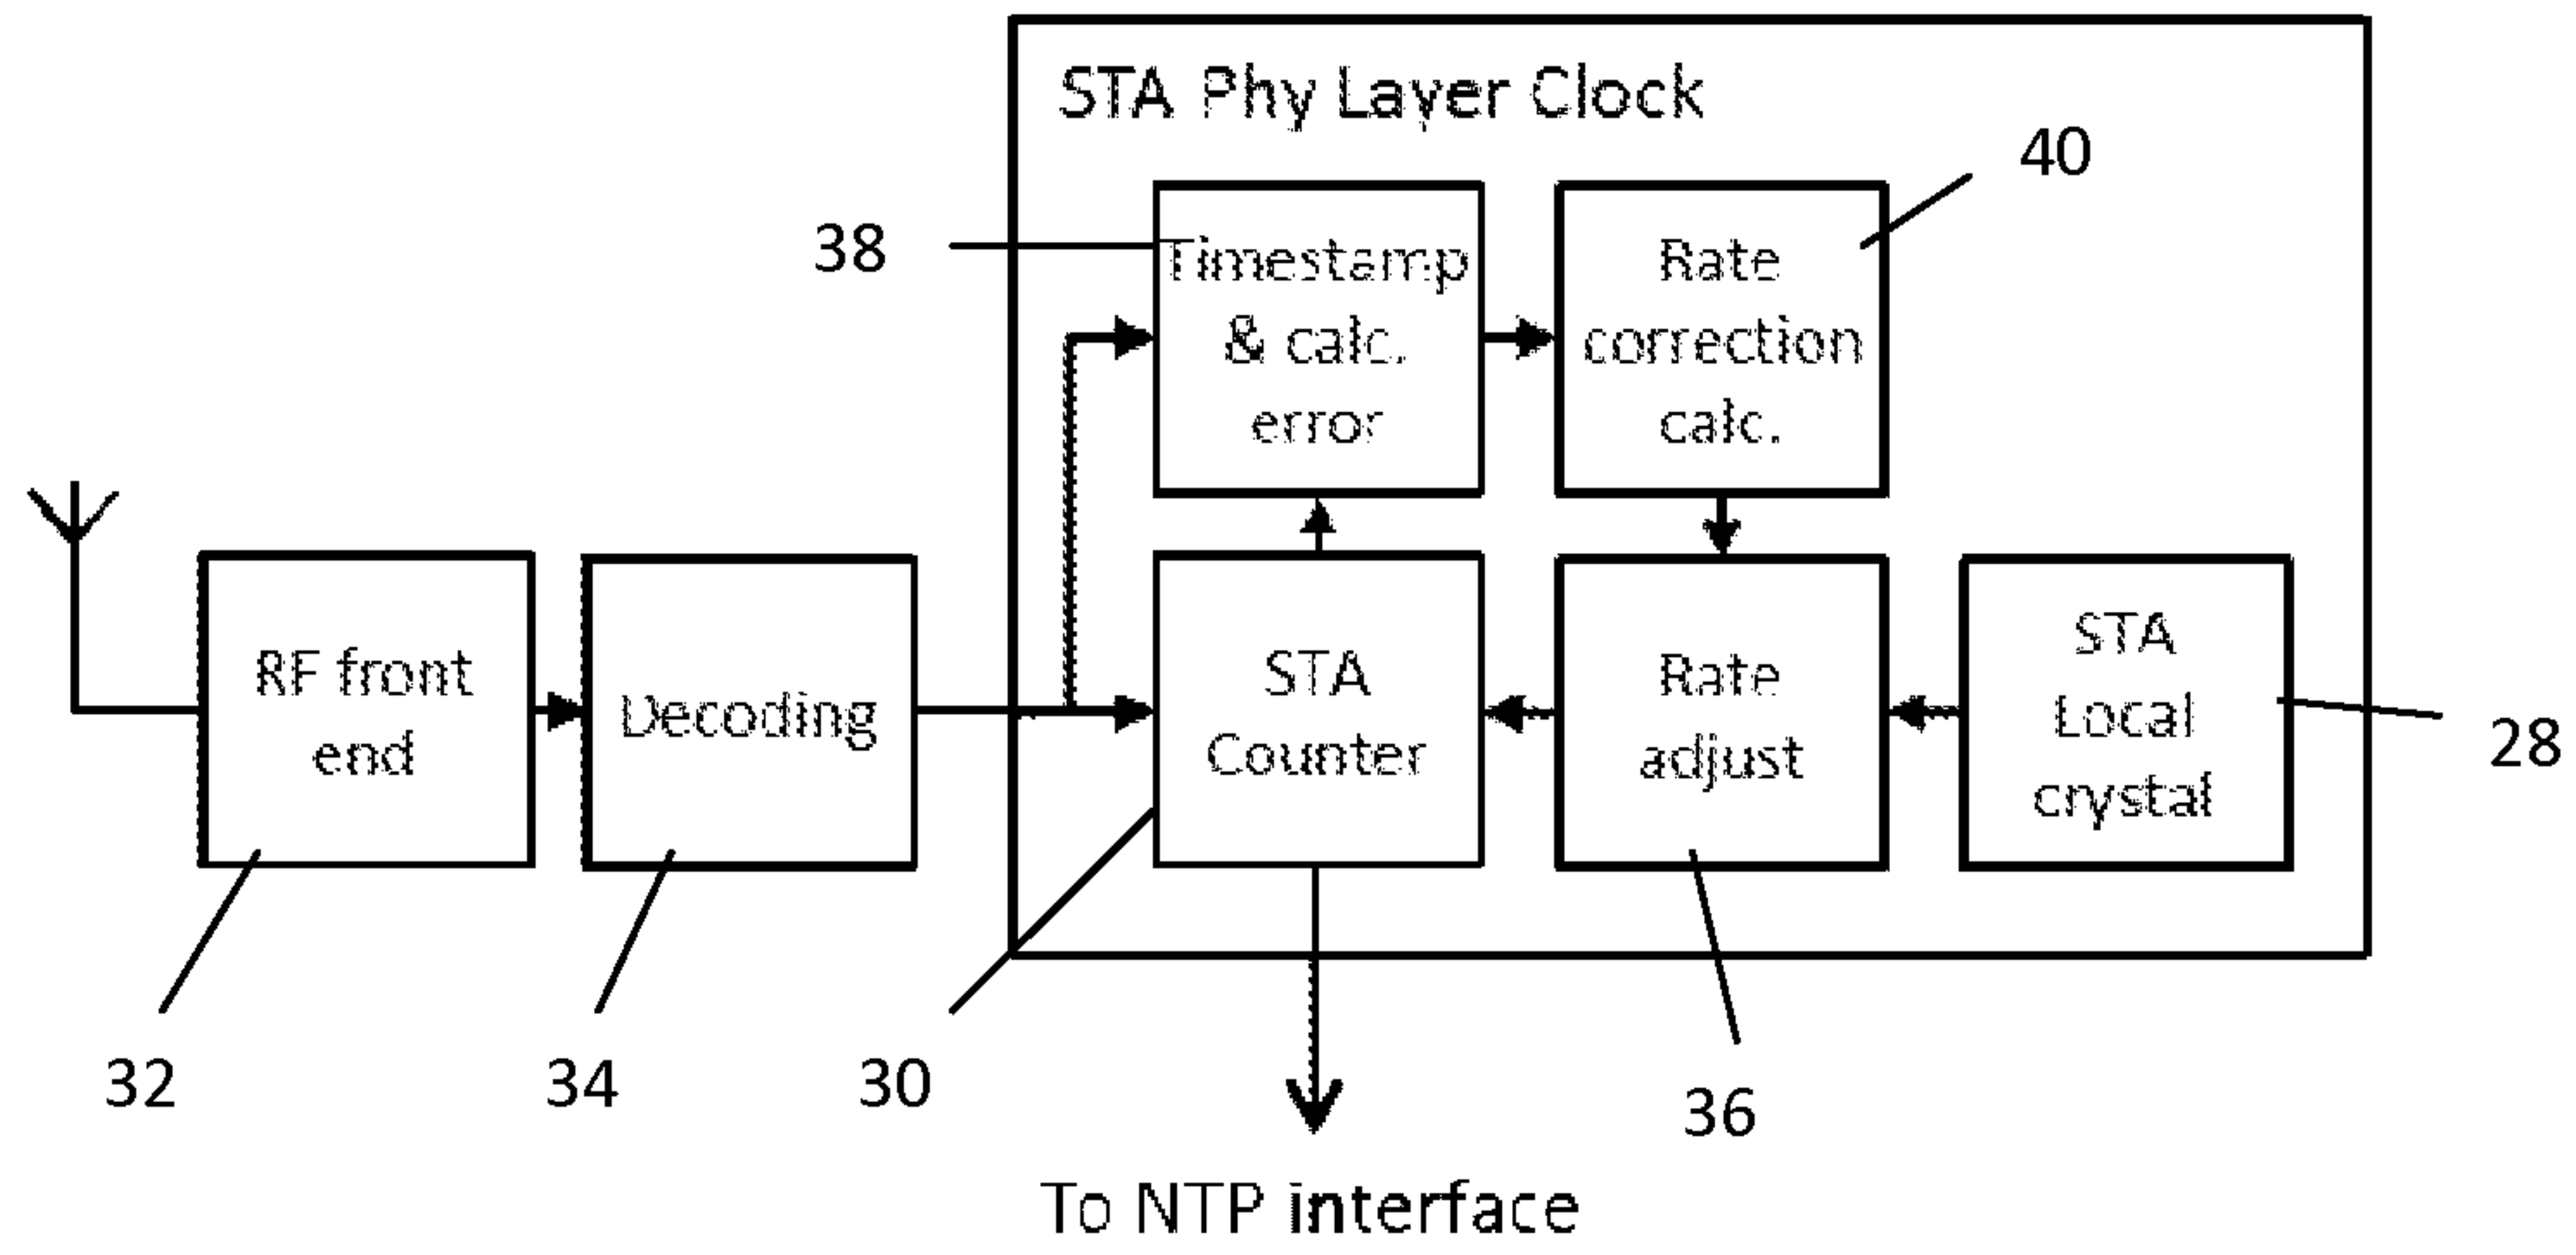 STA Phy Layer Clock
40
38
Timestamp
& calc.
error
Rate
correction
calc.
RF front
end
Decoding
STA
Counter
Rate
adjust
STA
Local
crystal
28
32
34
30
36
To NTP interface